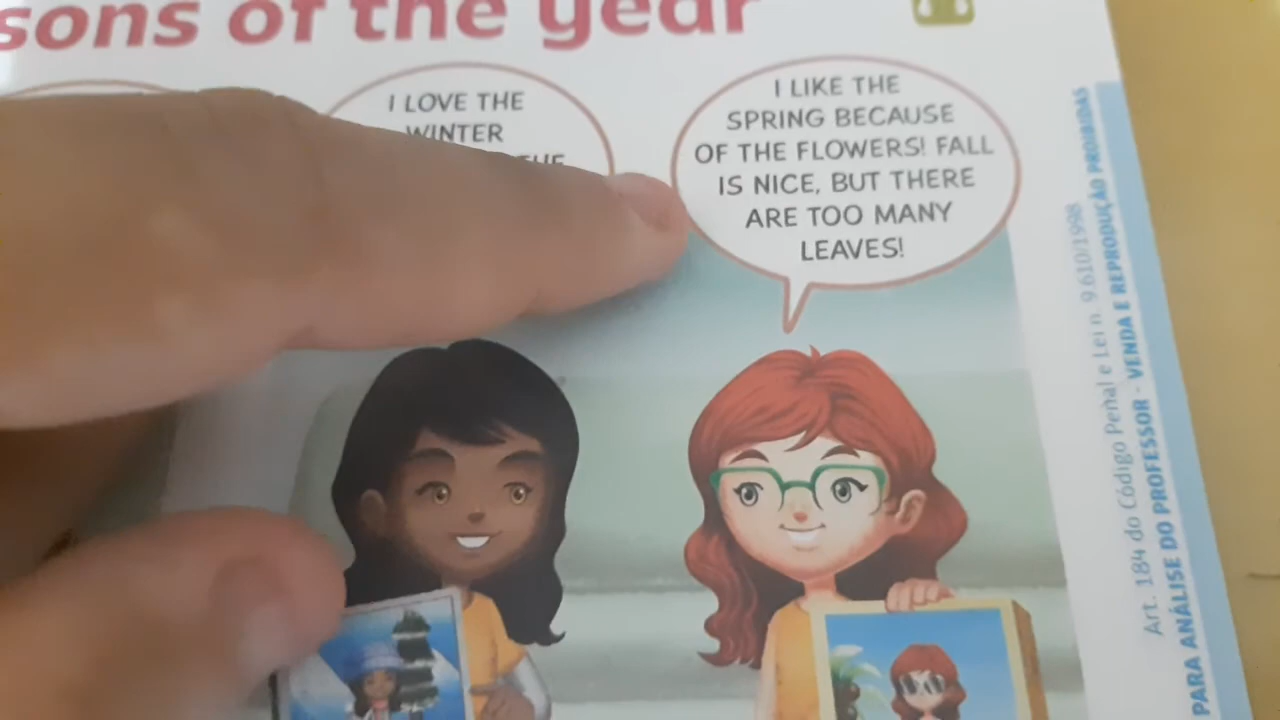 sons of the year
I LOVE THE
WINTER
THE
I LIKE THE
SPRING BECAUSE
OF THE FLOWERS! FALL
IS NICE, BUT THERE
ARE TOO MANY
LEAVES!
Art. 184 do Código Penal e Lei n. 9.610/1998
PARA ANÁLISE DO PROFESSOR - VENDA E REPRODUÇÃO PROIBIDAS